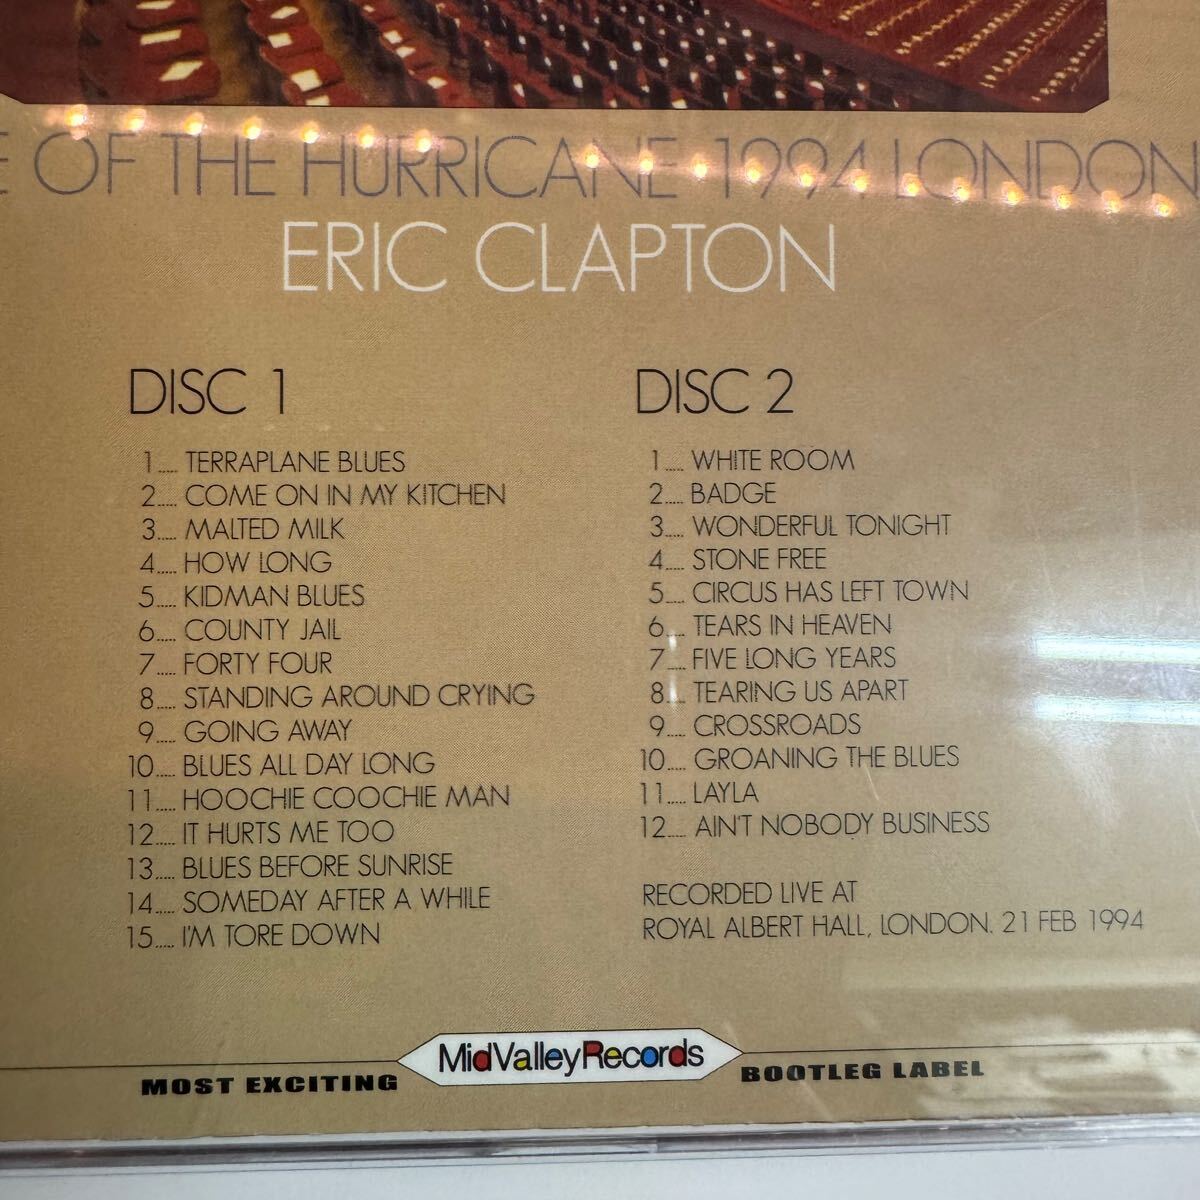 OF THE HURRICANE 1994 LONDON
ERIC CLAPTON
DISC 1
1..... TERRAPLANE BLUES
2..... COME ON IN MY KITCHEN
3..... MALTED MILK
4..... HOW LONG
5..... KIDMAN BLUES
6..... COUNTY JAIL
7..... FORTY FOUR
8..... STANDING AROUND CRYING
9..... GOING AWAY
10..... BLUES ALL DAY LONG
11..... HOOCHIE COOCHIE MAN
12..... IT HURTS ME TOO
13..... BLUES BEFORE SUNRISE
14..... SOMEDAY AFTER A WHILE
15..... I'M TORE DOWN
DISC 2
1..... WHITE ROOM
2..... BADGE
3..... WONDERFUL TONIGHT
4..... STONE FREE
5..... CIRCUS HAS LEFT TOWN
6..... TEARS IN HEAVEN
7..... FIVE LONG YEARS
8..... TEARING US APART
9..... CROSSROADS
10..... GROANING THE BLUES
11..... LAYLA
12..... AIN'T NOBODY BUSINESS
RECORDED LIVE AT
ROYAL ALBERT HALL, LONDON. 21 FEB 1994
MidValleyRecords
MOST EXCITING BOOTLEG LABEL